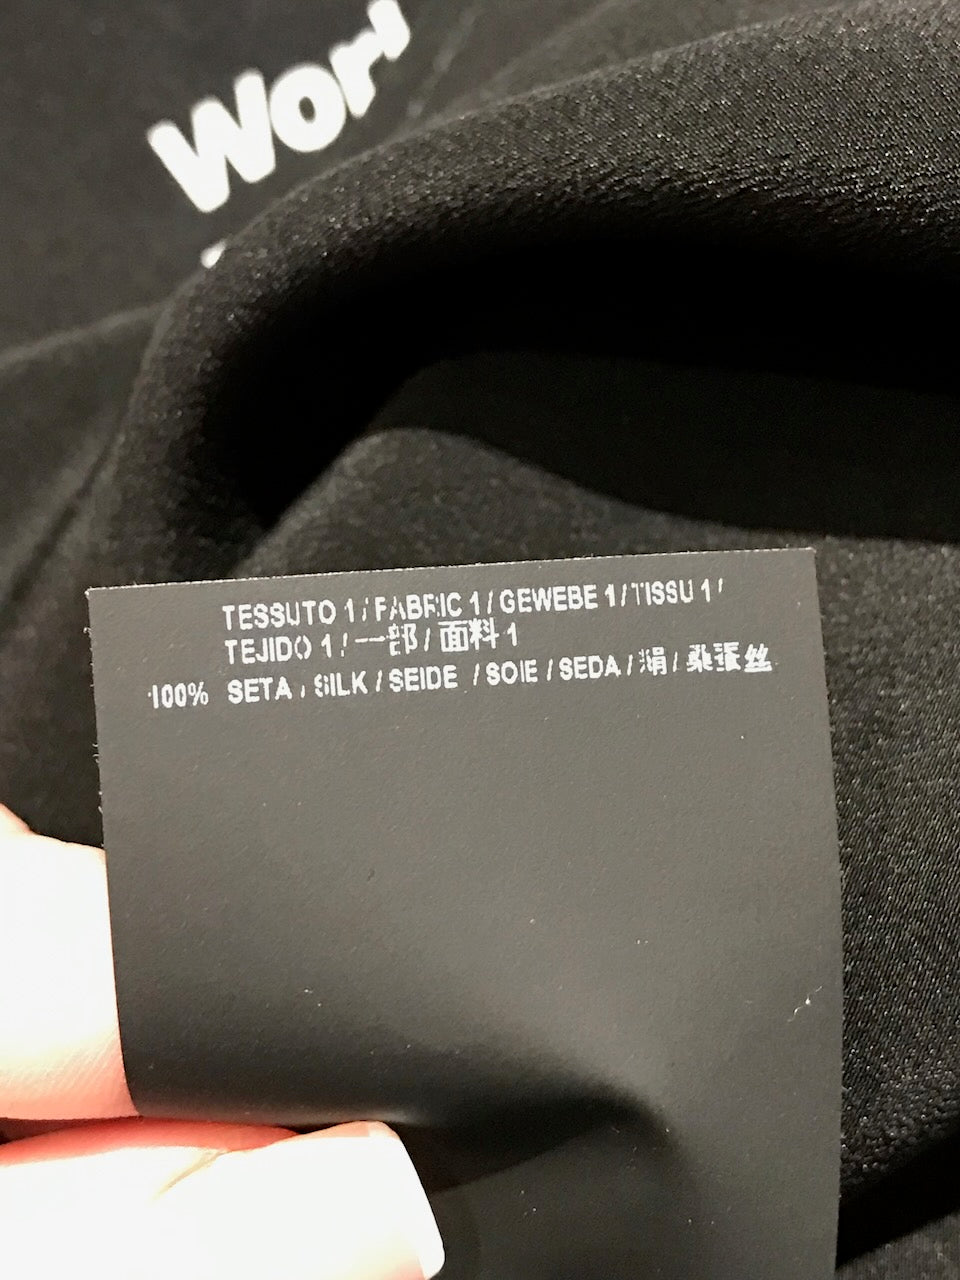 Wor
TESSUTO 1 / FABRIC 1 / GEWEBE 1 / TISSU 1 /
TEJIDO 1 / 一部 / 面料 1
100% SETA / SILK / SEIDE / SOIE / SEDA / 絹 / 桑蚕丝